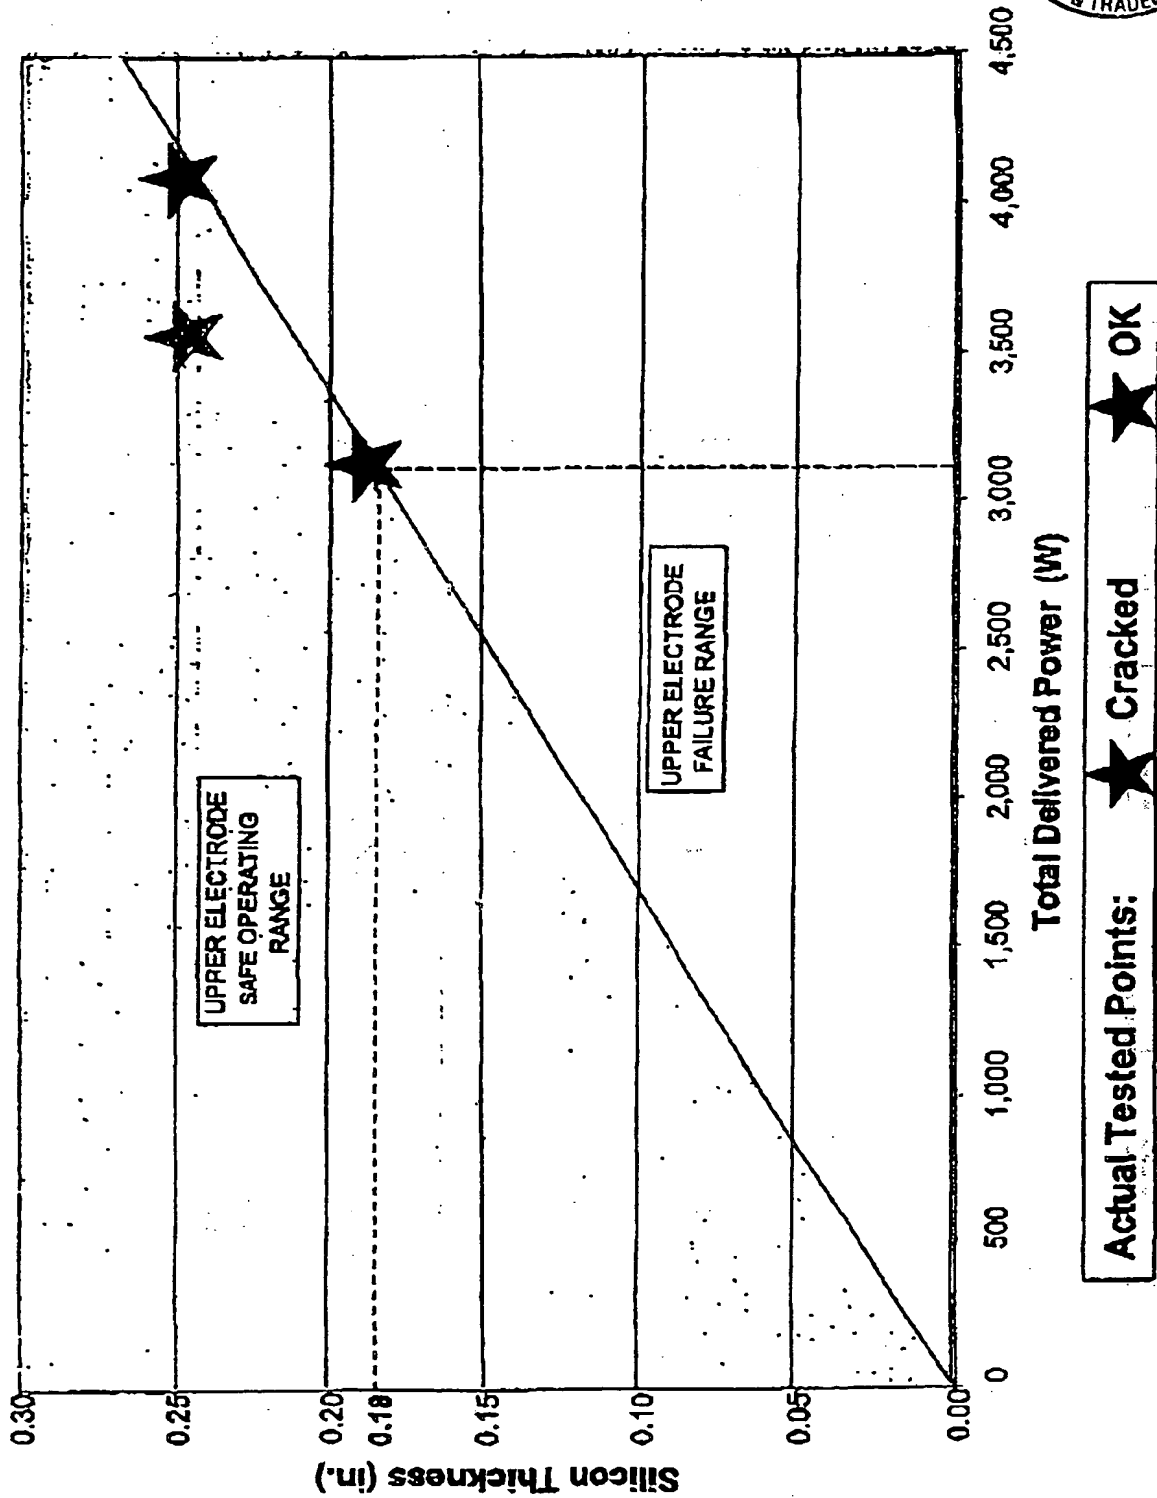 & TRADE
Silicon Thickness (in.)
0.30
0.25
0.20
0.18
0.15
0.10
0.05
0.00
UPPER ELECTRODE
SAFE OPERATING
RANGE
UPPER ELECTRODE
FAILURE RANGE
0
500
1,000
1,500
2,000
2,500
3,000
3,500
4,000
4,500
Total Delivered Power (W)
Actual Tested Points: Cracked OK